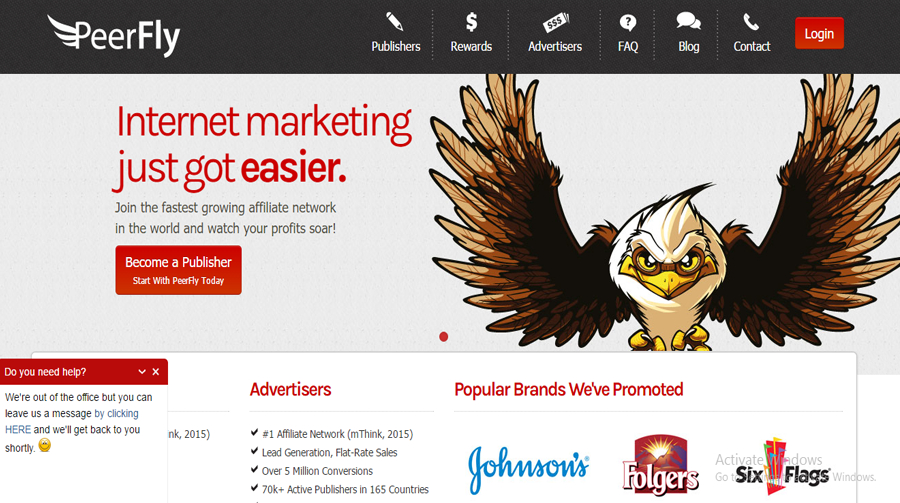 PeerFly
Publishers
Rewards
Advertisers
FAQ
Blog
Contact
Login
Internet marketing
just got easier.
Join the fastest growing affiliate network
in the world and watch your profits soar!
Become a Publisher
Start With PeerFly Today
Do you need help?
We're out of the office but you can
leave us a message by clicking
HERE and we'll get back to you
shortly.
nk, 2015)
Advertisers
#1 Affiliate Network (mThink, 2015)
Lead Generation, Flat-Rate Sales
Over 5 Million Conversions
70k+ Active Publishers in 165 Countries
Popular Brands We've Promoted
Johnson's®
Folgers
Six Flags
Activate Windows
Windows.